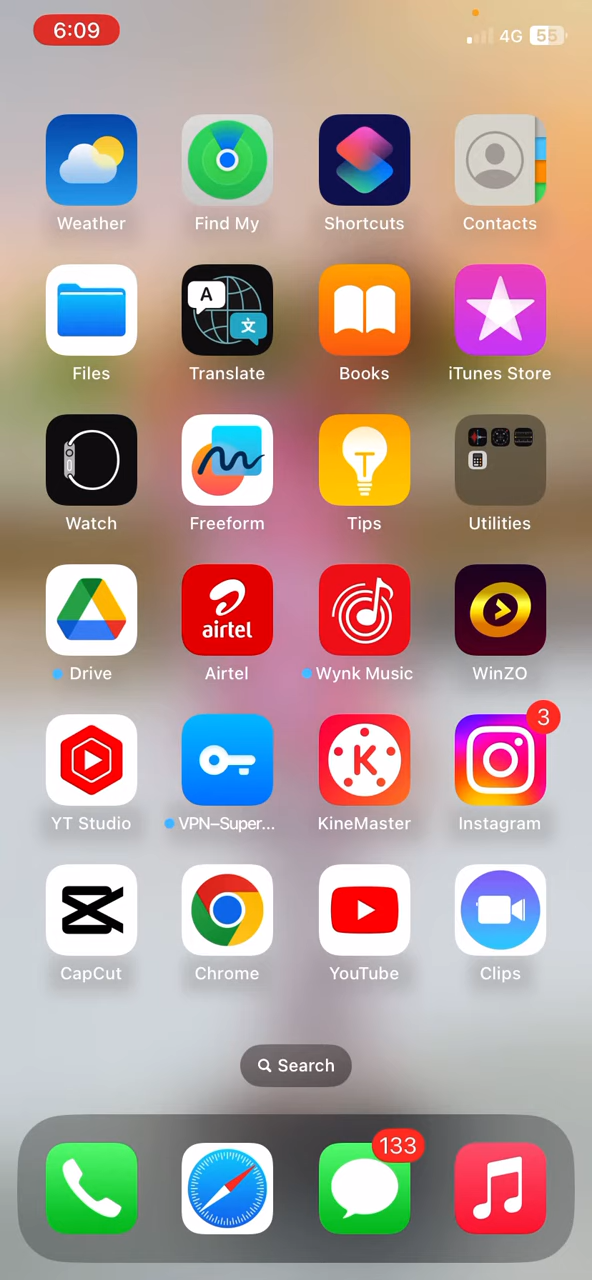 6:09
4G 55
Weather
Find My
Shortcuts
Contacts
A
文
Files
Translate
Books
iTunes Store
Watch
Freeform
Tips
Utilities
airtel
Drive
Airtel
Wynk Music
WinZO
K
3
YT Studio
VPN–Super...
KineMaster
Instagram
CapCut
Chrome
YouTube
Clips
Search
133